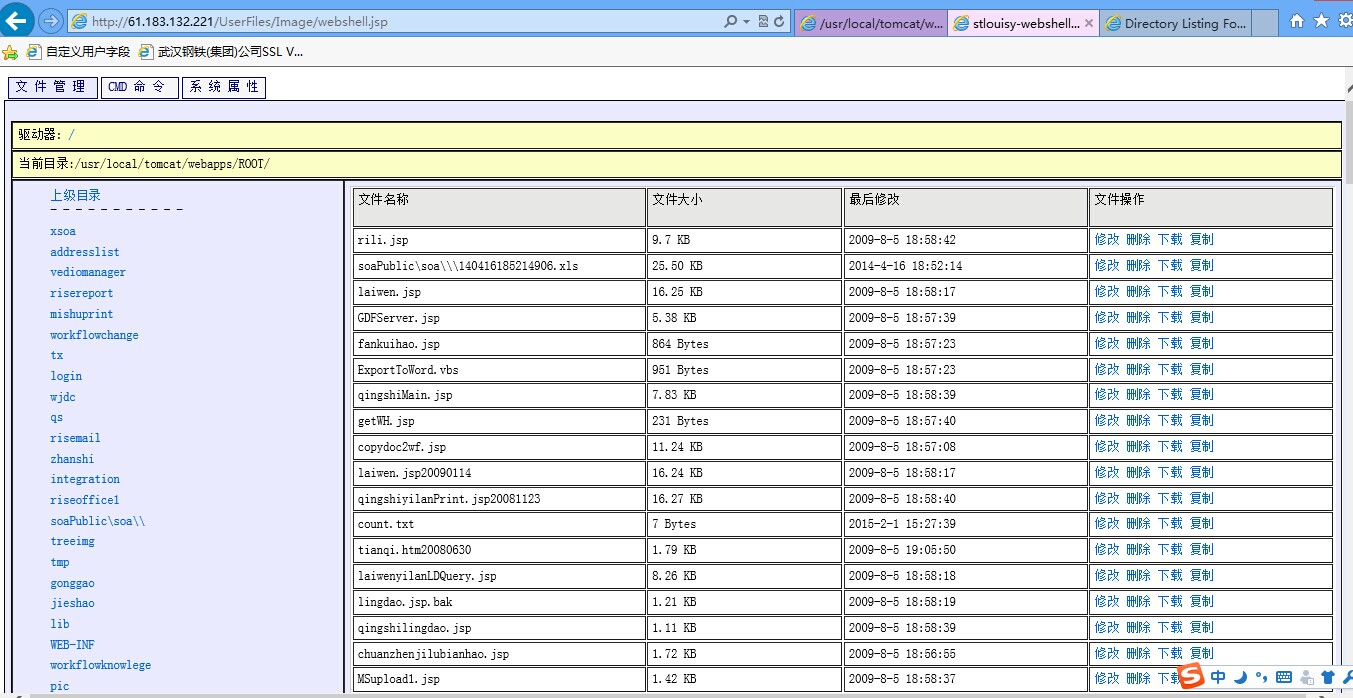 http://61.183.132.221/UserFiles/Image/webshell.jsp
/usr/local/tomcat/w...
stlouisy-webshell...
Directory Listing Fo...
自定义用户字段
武汉钢铁(集团)公司SSL V...
文 件 管 理
CMD 命 令
系 统 属 性
驱动器: /
当前目录:/usr/local/tomcat/webapps/ROOT/
上级目录
- - - - - - - - - - -
xsoa
addresslist
vediomanager
risereport
mishuprint
workflowchange
tx
login
wjdc
qs
risemail
zhanshi
integration
riseoffice1
soaPublic\soa\\
treeimg
tmp
gonggao
jieshao
lib
WEB-INF
workflowknowlege
pic
文件名称 文件大小 最后修改 文件操作
rili.jsp 9.7 KB 2009-8-5 18:58:42 修改 删除 下载 复制
soaPublic\soa\\\140416185214906.xls 25.50 KB 2014-4-16 18:52:14 修改 删除 下载 复制
laiwen.jsp 16.25 KB 2009-8-5 18:58:17 修改 删除 下载 复制
GDFServer.jsp 5.38 KB 2009-8-5 18:57:39 修改 删除 下载 复制
fankuihao.jsp 864 Bytes 2009-8-5 18:57:23 修改 删除 下载 复制
ExportToWord.vbs 951 Bytes 2009-8-5 18:57:23 修改 删除 下载 复制
qingshiMain.jsp 7.83 KB 2009-8-5 18:58:39 修改 删除 下载 复制
getWH.jsp 231 Bytes 2009-8-5 18:57:40 修改 删除 下载 复制
copydoc2wf.jsp 11.24 KB 2009-8-5 18:57:08 修改 删除 下载 复制
laiwen.jsp20090114 16.24 KB 2009-8-5 18:58:17 修改 删除 下载 复制
qingshiyilanPrint.jsp20081123 16.27 KB 2009-8-5 18:58:40 修改 删除 下载 复制
count.txt 7 Bytes 2015-2-1 15:27:39 修改 删除 下载 复制
tianqi.htm20080630 1.79 KB 2009-8-5 19:05:50 修改 删除 下载 复制
laiwenyilanLDQuery.jsp 8.26 KB 2009-8-5 18:58:18 修改 删除 下载 复制
lingdao.jsp.bak 1.21 KB 2009-8-5 18:58:19 修改 删除 下载 复制
qingshilingdao.jsp 1.11 KB 2009-8-5 18:58:39 修改 删除 下载 复制
chuanzhenjilubianhao.jsp 1.72 KB 2009-8-5 18:56:55 修改 删除 下载 复制
MSupload1.jsp 1.42 KB 2009-8-5 18:58:37 修改 删除 下载
S 中